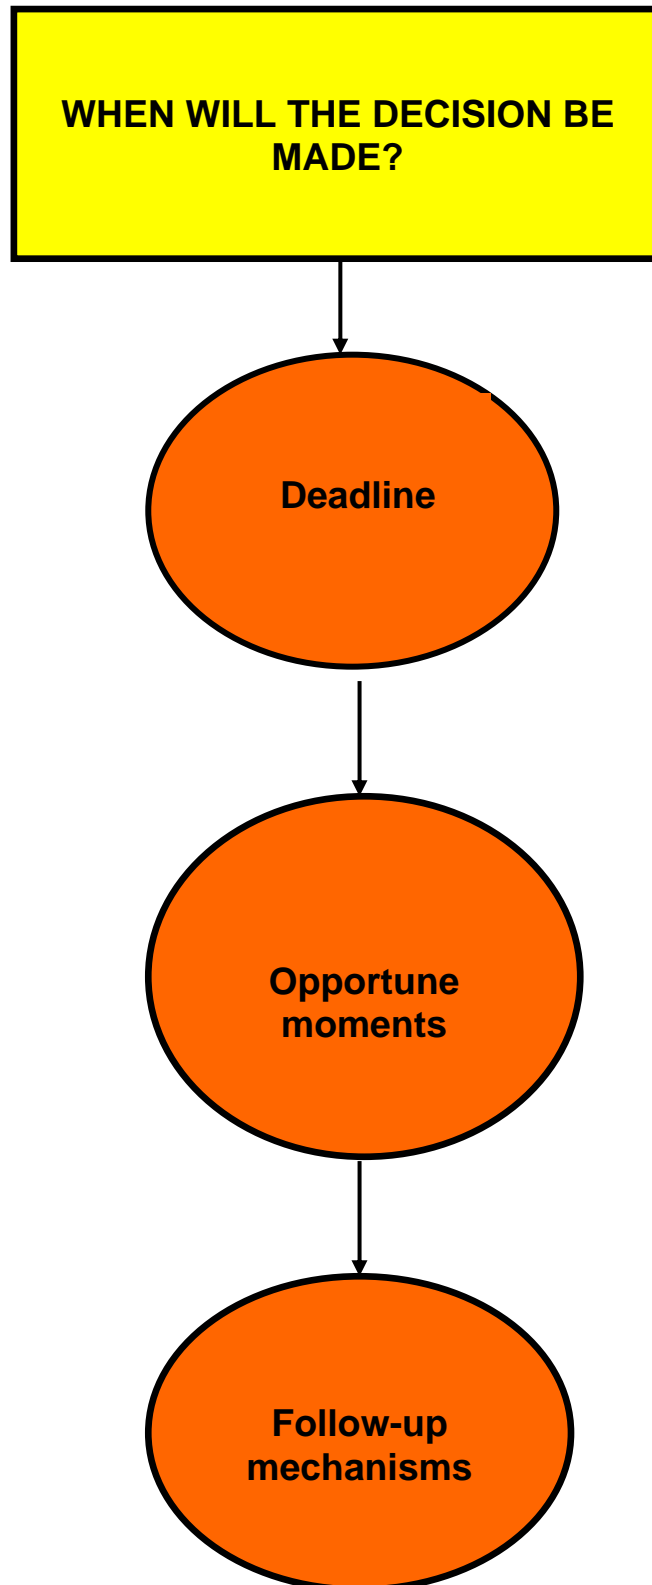 WHEN WILL THE DECISION BE
MADE?
Deadline
Opportune
moments
Follow-up
mechanisms